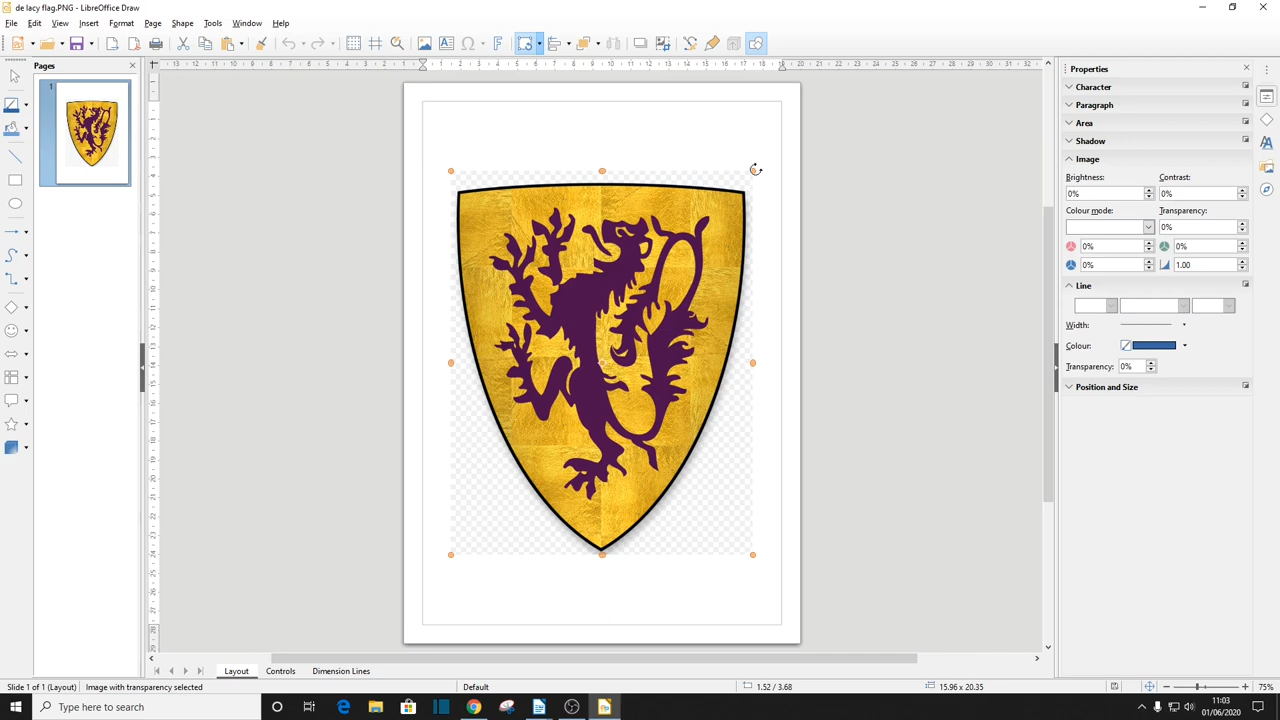 de lacy flag.PNG - LibreOffice Draw
File Edit View Insert Format Page Shape Tools Window Help
Pages
1
Properties
Character
Paragraph
Area
Shadow
Image
Brightness: Contrast:
0% 0%
Colour mode: Transparency:
0%
0% 0%
0% 1.00
Line
Width:
Colour:
Transparency: 0%
Position and Size
Layout Controls Dimension Lines
Slide 1 of 1 (Layout) Image with transparency selected Default 1.52 / 3.68 15.96 x 20.35 75%
Type here to search
11:03
01/06/2020